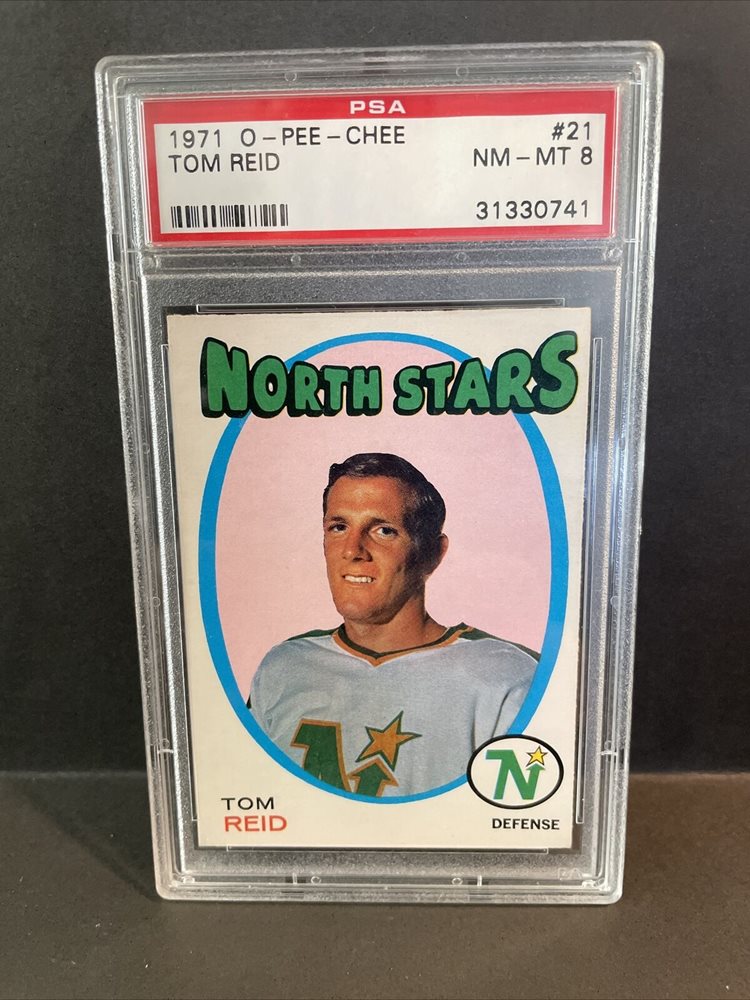 PSA
1971 O-PEE-CHEE #21
TOM REID NM-MT 8
31330741
NORTH STARS
N
N
TOM
REID
DEFENSE